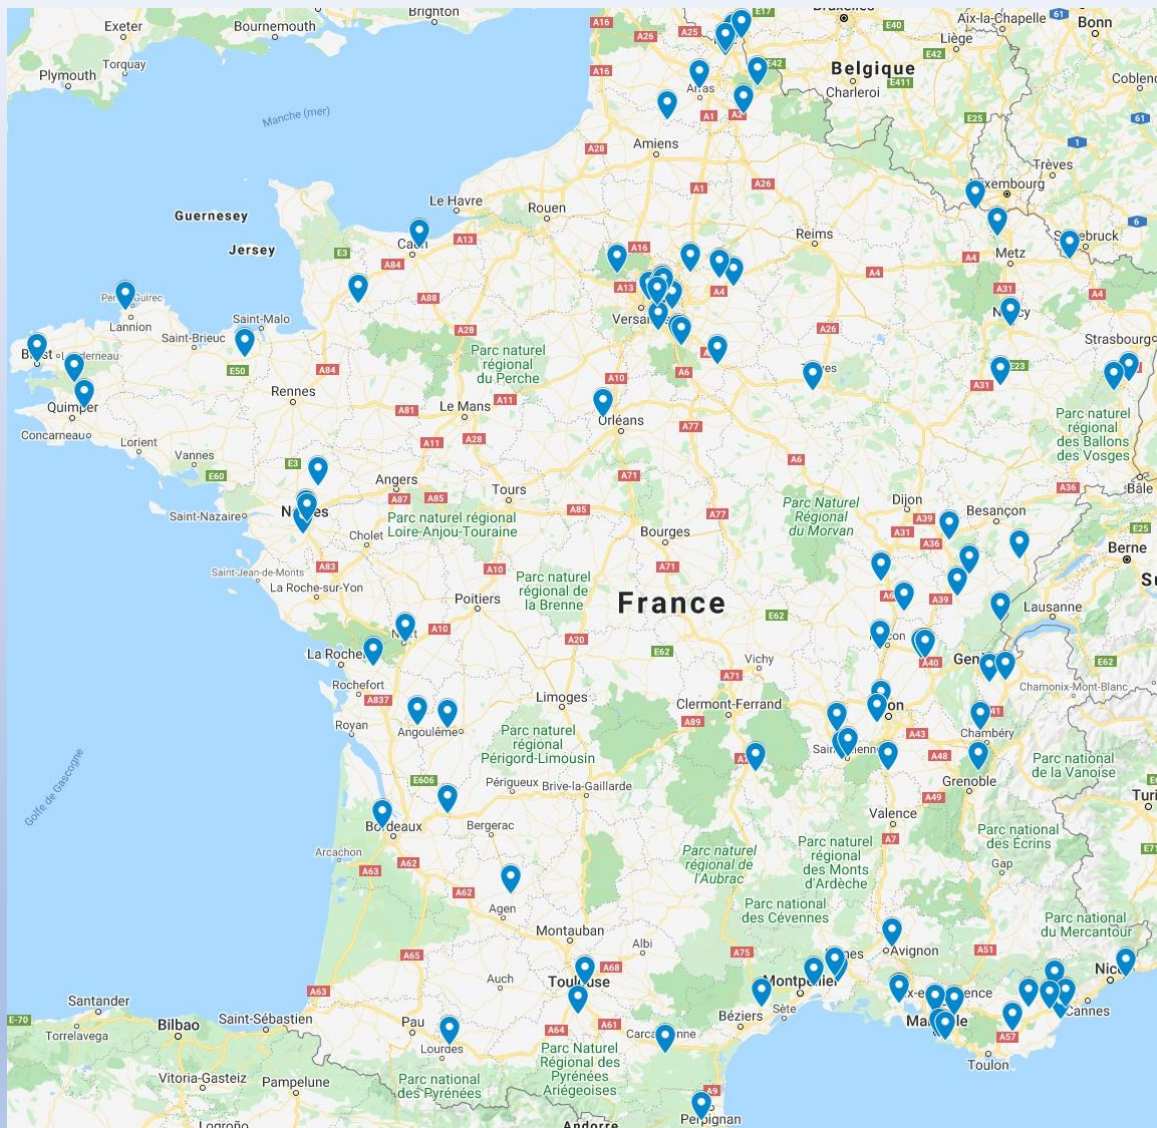 Exeter
Bournemouth
Brighton
Plymouth
Torquay
Manche (mer)
A16
A26
A25
E17
Bruxelles
E40
Aix-la-Chapelle
61
Bonn
Liège
E42
A16
E42
Belgique
Charleroi
E411
Arras
61
A1
E25
1
A28
Amiens
Trèves
A1
A26
Le Havre
Rouen
Guernesey
Jersey
E3
A13
A16
Reims
6
Metz
A84
A4
A4
A13
A4
A31
A4
A88
Lannion
Saint-Malo
A28
A26
Strasbourg
Saint-Brieuc
E50
A84
Parc naturel
régional
du Perche
A10
A6
E23
A31
Rennes
Quimper
Le Mans
A11
A81
Orléans
A77
Parc naturel
régional
des Ballons
des Vosges
Concarneau
Lorient
A11
A28
Vannes
E3
A6
E60
Angers
A71
A36
Bâle
Saint-Nazaire
A87
A85
Tours
A85
A77
Parc Naturel
Régional
du Morvan
Dijon
A39
Besançon
Parc naturel régional
Loire-Anjou-Touraine
A31
A36
E25
Cholet
Bourges
Berne
Saint-Jean-de-Monts
A83
A10
A71
La Roche-sur-Yon
Parc naturel
régional de
la Brenne
A39
Poitiers
France
Lausanne
E62
A10
A20
E62
A40
E62
Rochefort
Vichy
A71
A837
Limoges
Clermont-Ferrand
Chamonix-Mont-Blanc
Royan
Angoulême
A89
A43
Chambéry
Parc naturel
régional
Périgord-Limousin
A48
Parc national
de la Vanoise
Golfe de Gascogne
E606
Périgueux
Brive-la-Gaillarde
Grenoble
A49
Valence
Bordeaux
Bergerac
A7
Parc national
des Écrins
Arcachon
A62
Parc naturel
régional de
l'Aubrac
Parc naturel
régional
des Monts
d'Ardèche
A63
E71
Gap
A62
Parc national
des Cévennes
Agen
Parc national
du Mercantour
Montauban
Albi
A65
A75
Avignon
A51
Auch
A68
Toulouse
Montpellier
Nice
A63
Santander
E-70
Saint-Sébastien
Cannes
Torrelavega
Bilbao
Pau
A64
A61
Béziers
Sète
A57
Lourdes
Parc Naturel
Régional des
Pyrénées
Ariégeoises
Toulon
Vitoria-Gasteiz
Pampelune
Parc national
des Pyrénées
A9
Perpignan
Logroño
Andorre